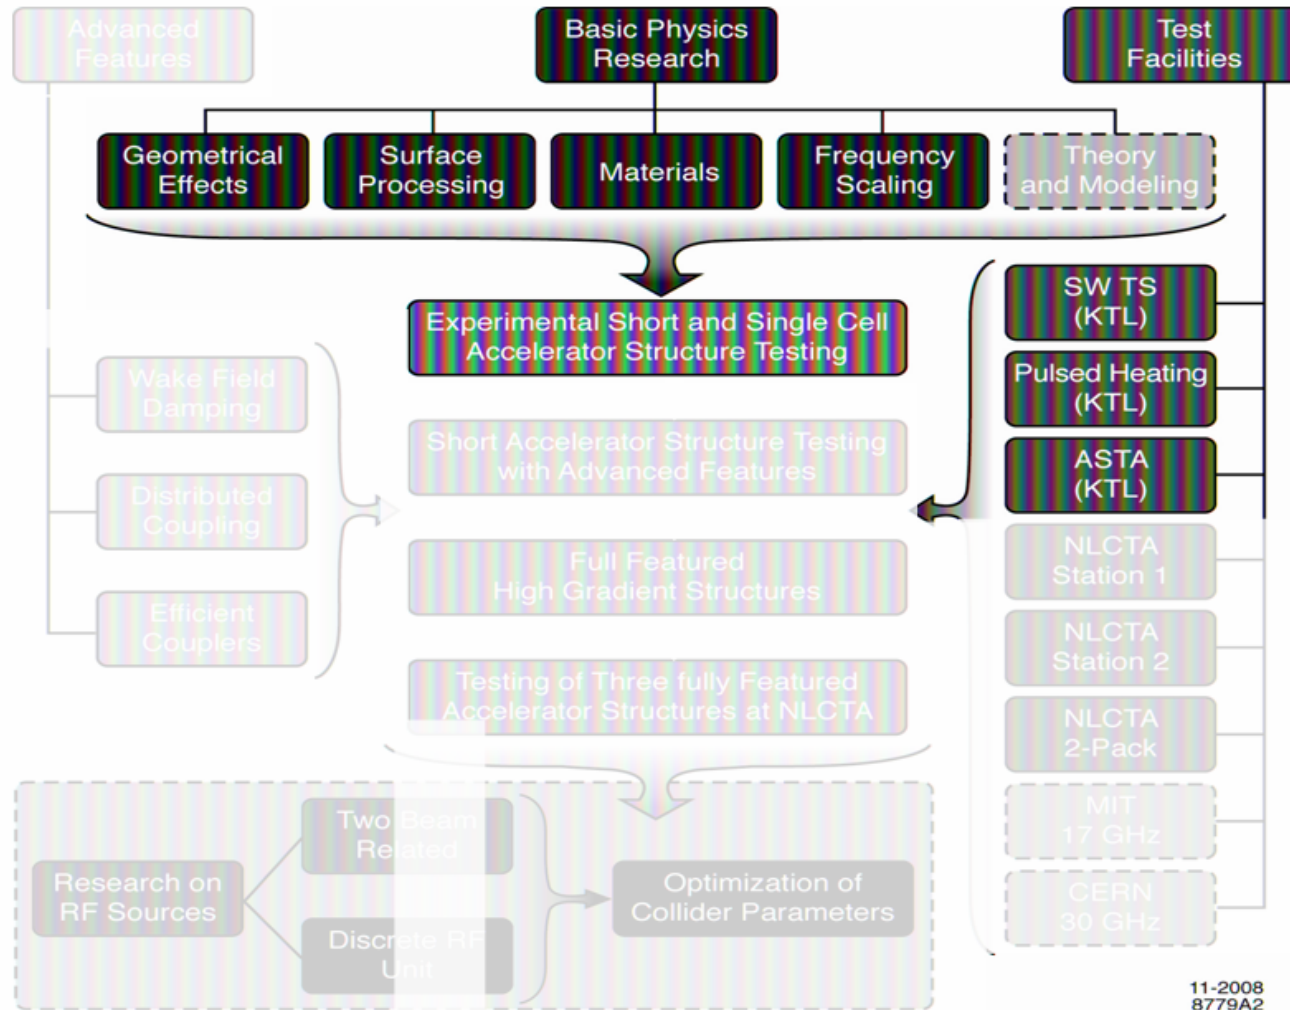 Advanced
Features
Basic Physics
Research
Test
Facilities
Geometrical
Effects
Surface
Processing
Materials
Frequency
Scaling
Theory
and Modeling
Experimental Short and Single Cell
Accelerator Structure Testing
Short Accelerator Structure Testing
with Advanced Features
Full Featured
High Gradient Structures
Testing of Three fully Featured
Accelerator Structures at NLCTA
Wake Field
Damping
Distributed
Coupling
Efficient
Couplers
SW TS
(KTL)
Pulsed Heating
(KTL)
ASTA
(KTL)
NLCTA
Station 1
NLCTA
Station 2
NLCTA
2-Pack
MIT
17 GHz
CERN
30 GHz
Research on
RF Sources
Two Beam
Related
Discrete RF
Unit
Optimization of
Collider Parameters
11-2008
8779A2